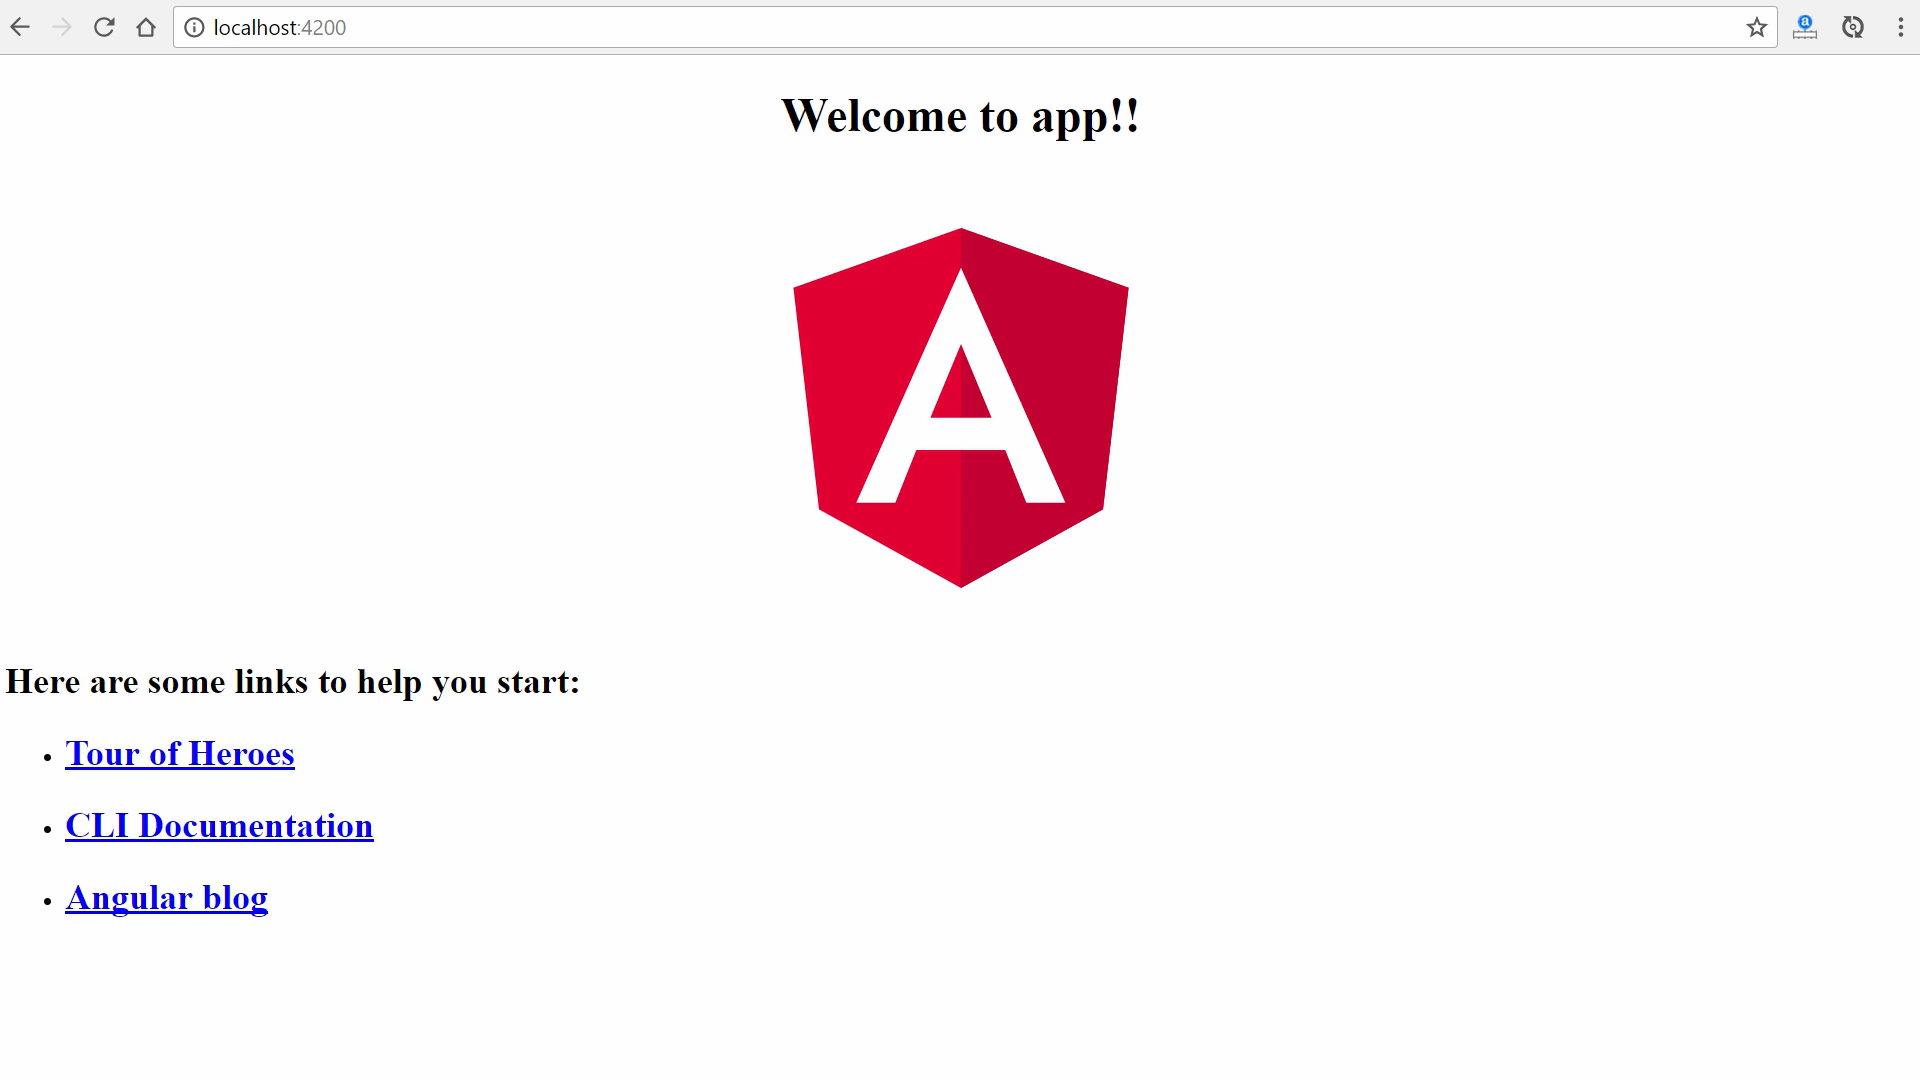 localhost:4200
Welcome to app!!
A
Here are some links to help you start:
Tour of Heroes
CLI Documentation
Angular blog